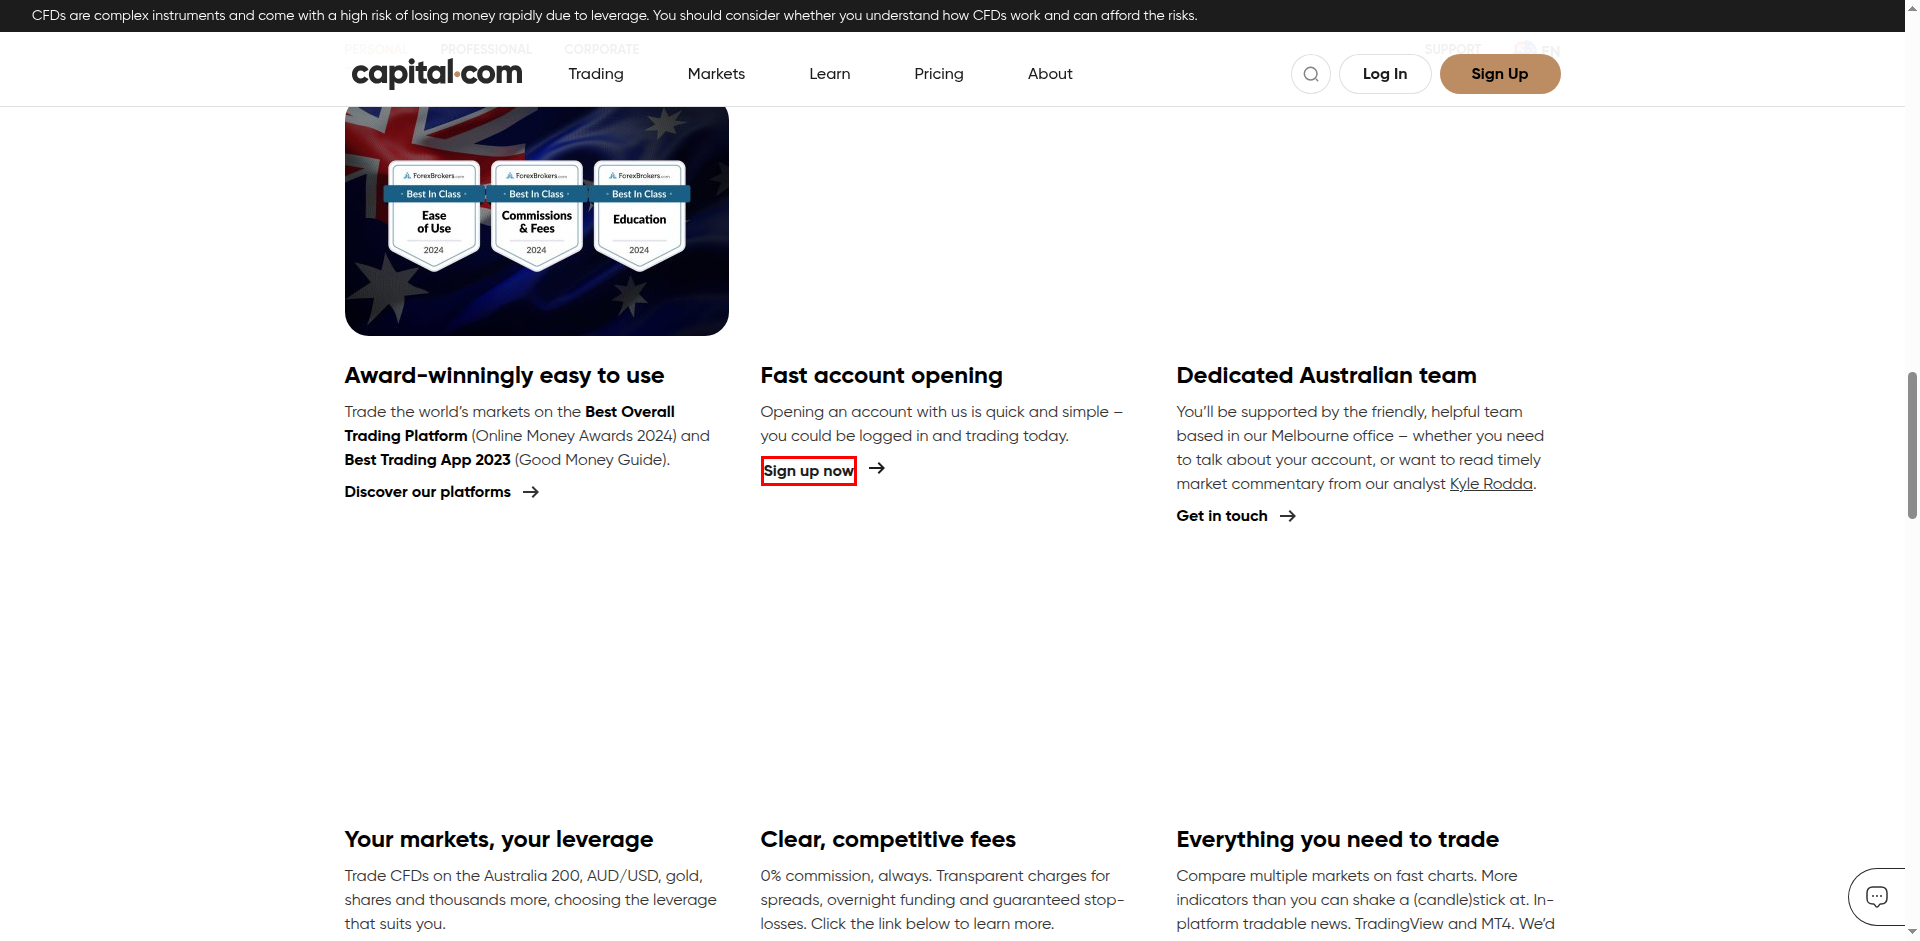 CFDs are complex instruments and come with a high risk of losing money rapidly due to leverage. You should consider whether you understand how CFDs work and can afford the risks.
PERSONAL PROFESSIONAL CORPORATE SUPPORT EN
capital.com Trading Markets Learn Pricing About Log In Sign Up
ForexBrokers.com ForexBrokers.com ForexBrokers.com
Best In Class Best In Class Best In Class
Ease of Use Commissions & Fees Education
2024 2024 2024
Award-winningly easy to use
Trade the world’s markets on the Best Overall
Trading Platform (Online Money Awards 2024) and
Best Trading App 2023 (Good Money Guide).
Discover our platforms
Fast account opening
Opening an account with us is quick and simple –
you could be logged in and trading today.
Sign up now
Dedicated Australian team
You’ll be supported by the friendly, helpful team
based in our Melbourne office – whether you need
to talk about your account, or want to read timely
market commentary from our analyst Kyle Rodda.
Get in touch
Your markets, your leverage
Trade CFDs on the Australia 200, AUD/USD, gold,
shares and thousands more, choosing the leverage
that suits you.
Clear, competitive fees
0% commission, always. Transparent charges for
spreads, overnight funding and guaranteed stop-
losses. Click the link below to learn more.
Everything you need to trade
Compare multiple markets on fast charts. More
indicators than you can shake a (candle)stick at. In-
platform tradable news. TradingView and MT4. We’d